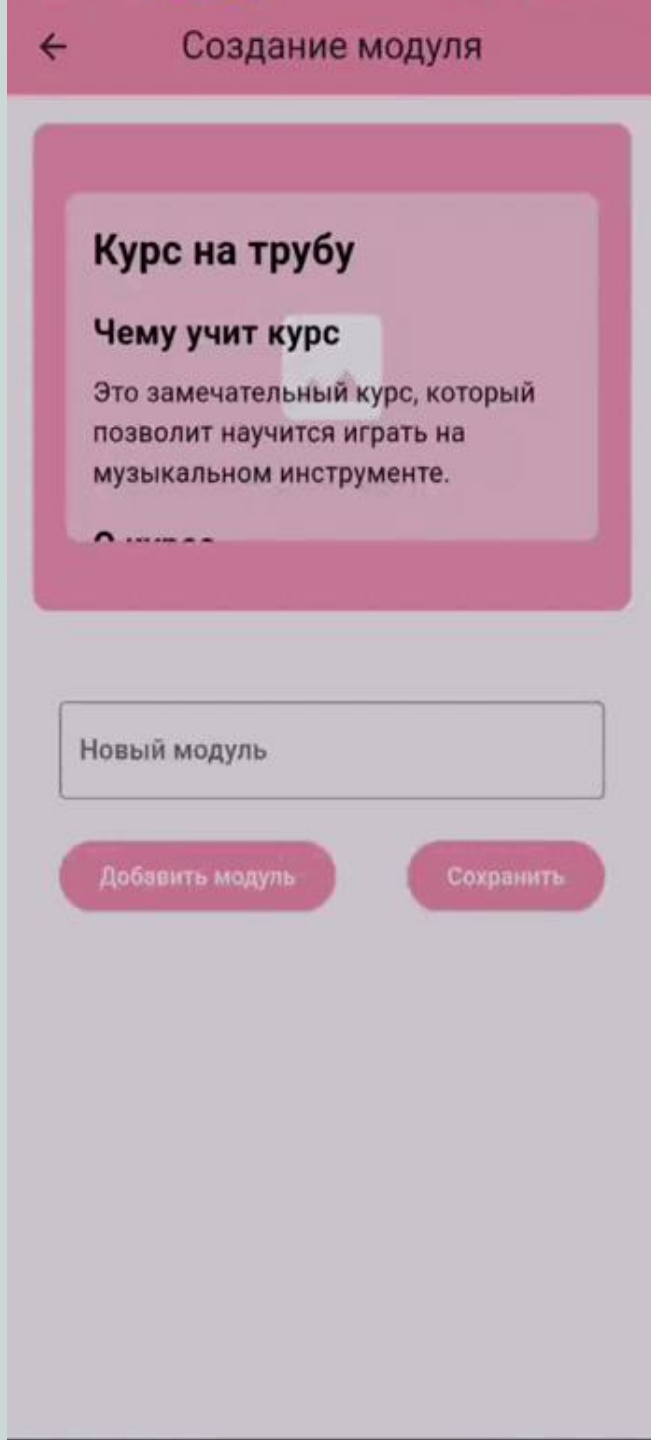 Создание модуля
Курс на трубу
Чему учит курс
Это замечательный курс, который
позволит научится играть на
музыкальном инструменте.
Новый модуль
Добавить модуль
Сохранить